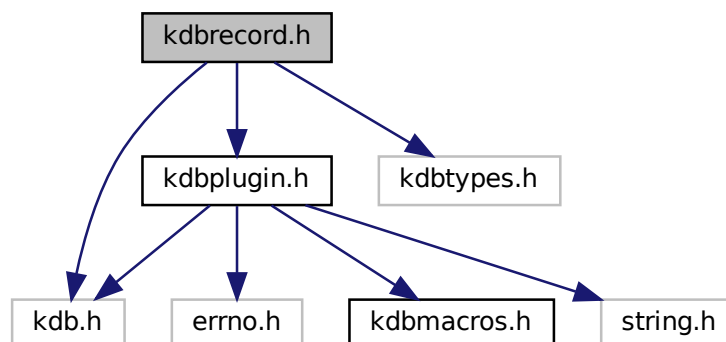 kdbrecord.h
kdbplugin.h
kdbtypes.h
kdb.h
errno.h
kdbmacros.h
string.h